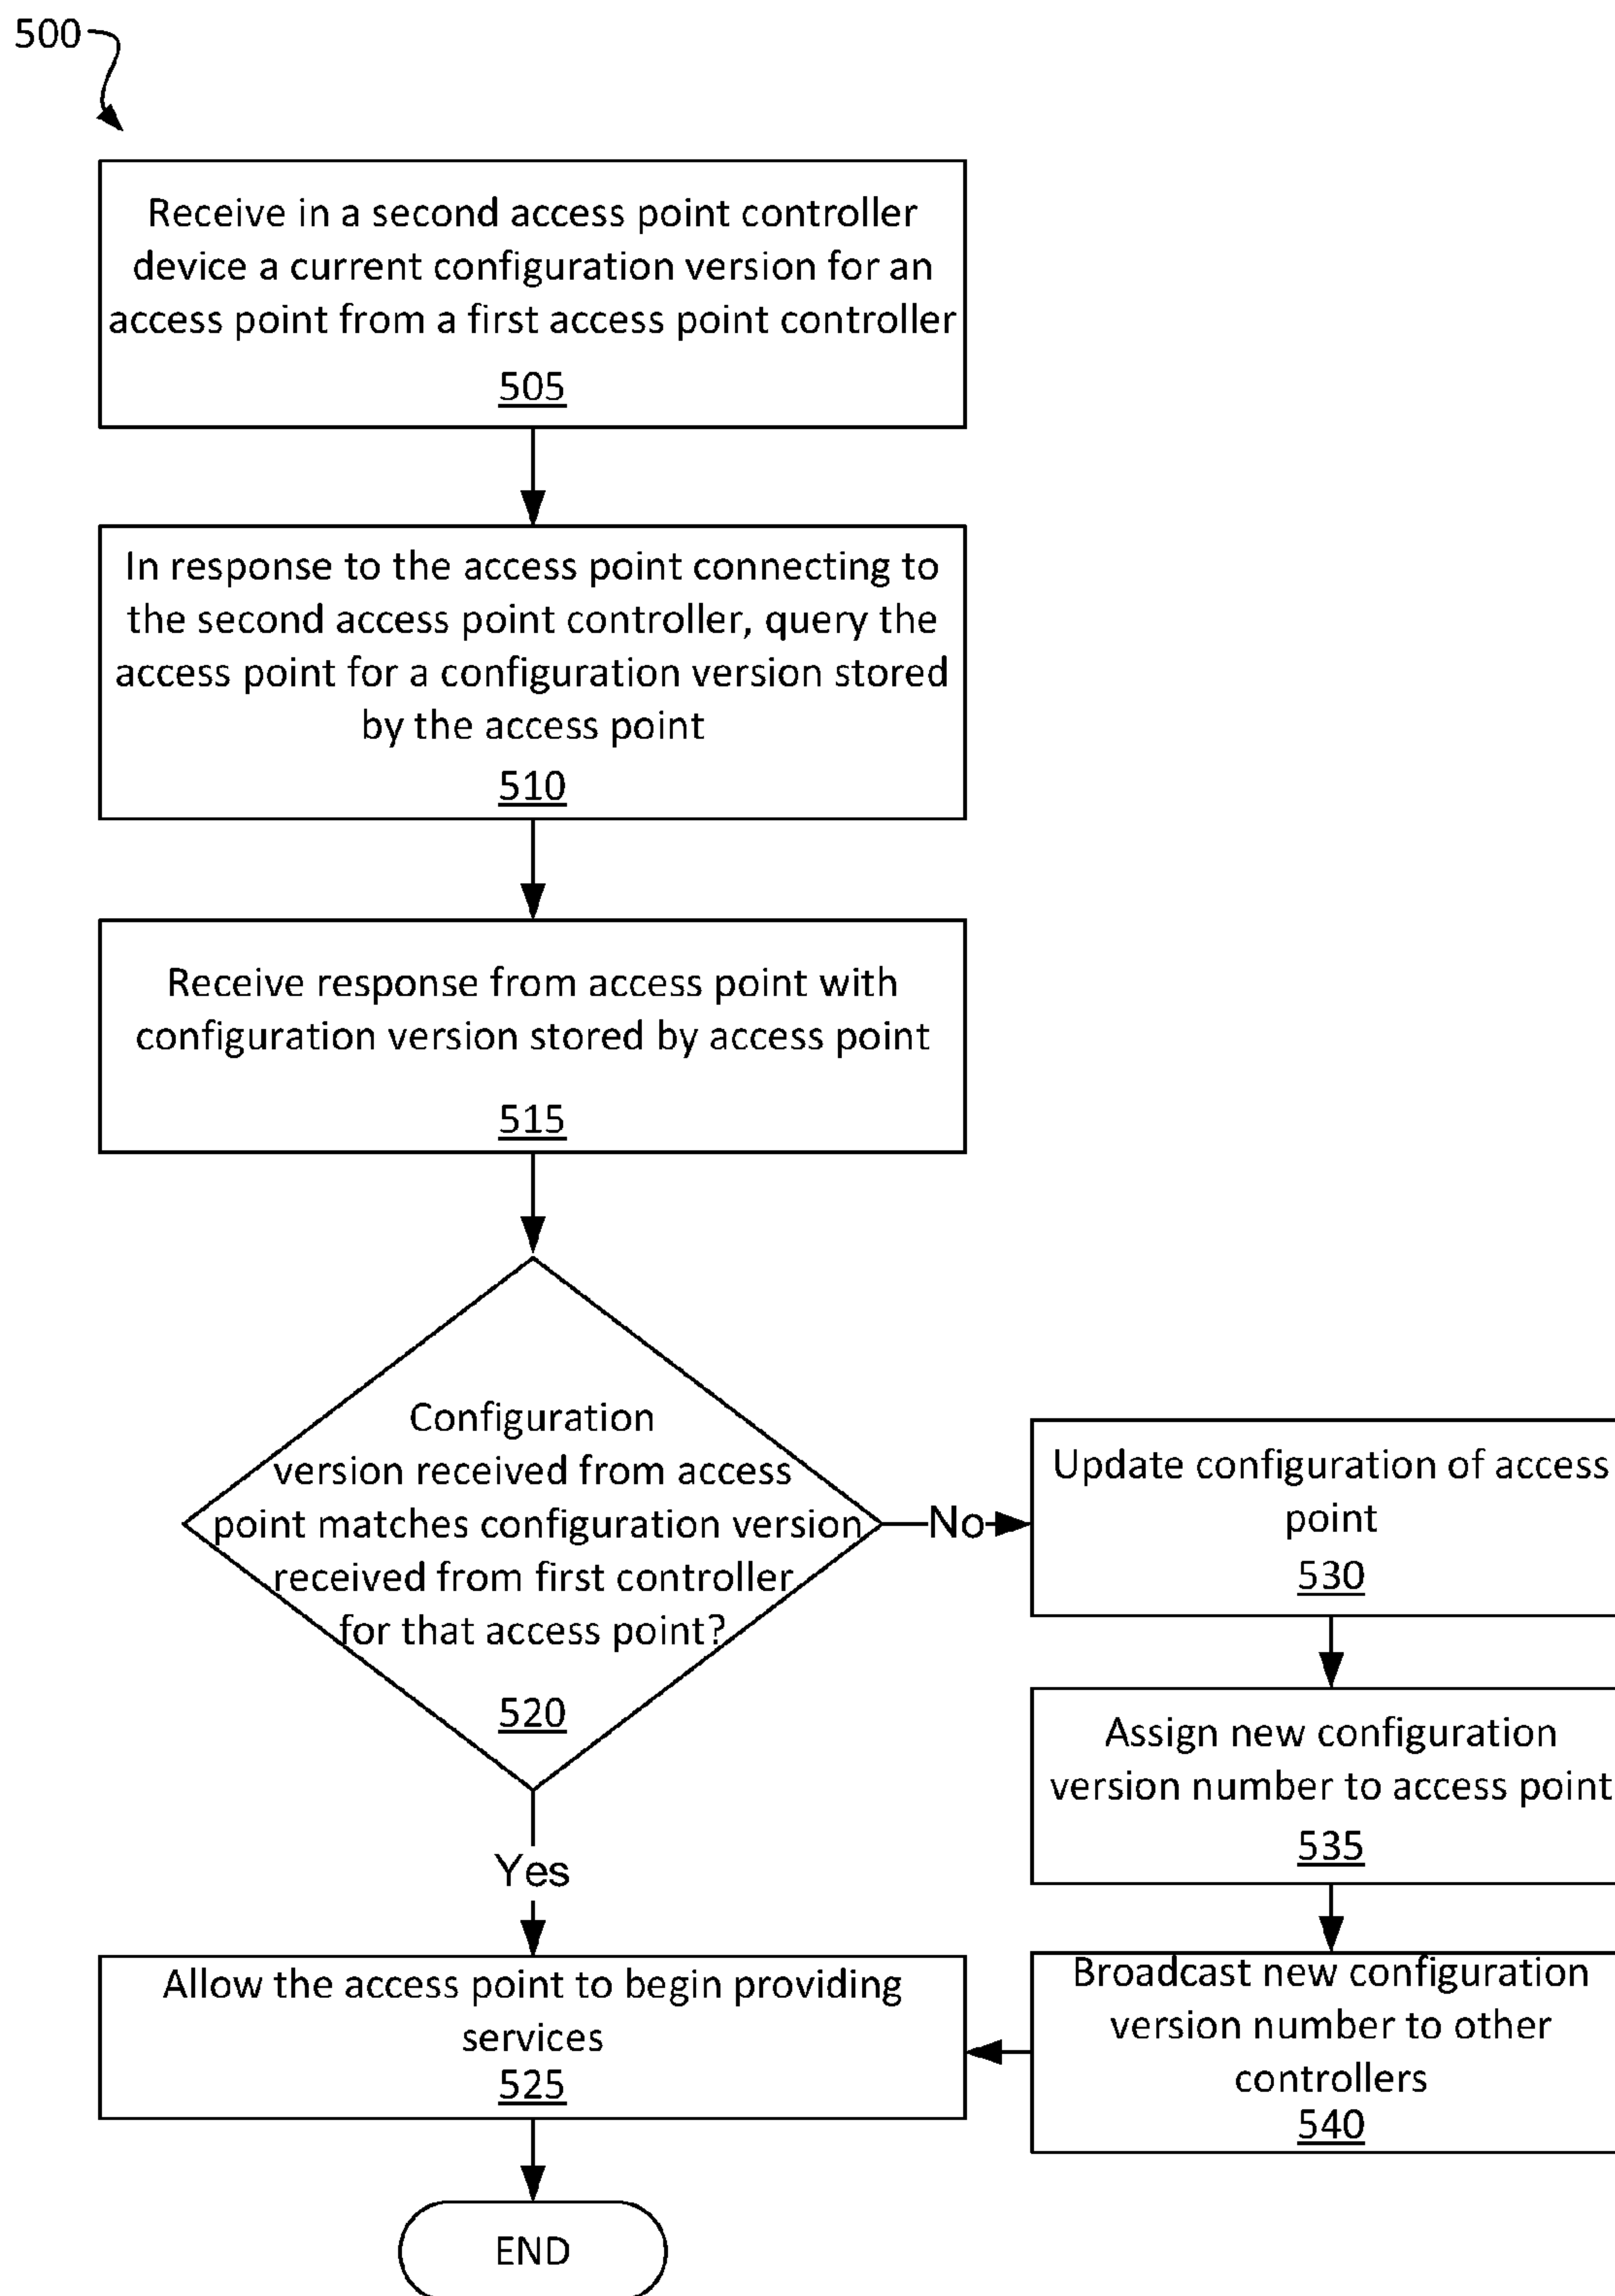 500
Receive in a second access point controller
device a current configuration version for an
access point from a first access point controller
505
In response to the access point connecting to
the second access point controller, query the
access point for a configuration version stored
by the access point
510
Receive response from access point with
configuration version stored by access point
515
Configuration
version received from access
point matches configuration version
received from first controller
for that access point?
520
No
Update configuration of access
point
530
Assign new configuration
version number to access point
535
Yes
Allow the access point to begin providing
services
525
Broadcast new configuration
version number to other
controllers
540
END